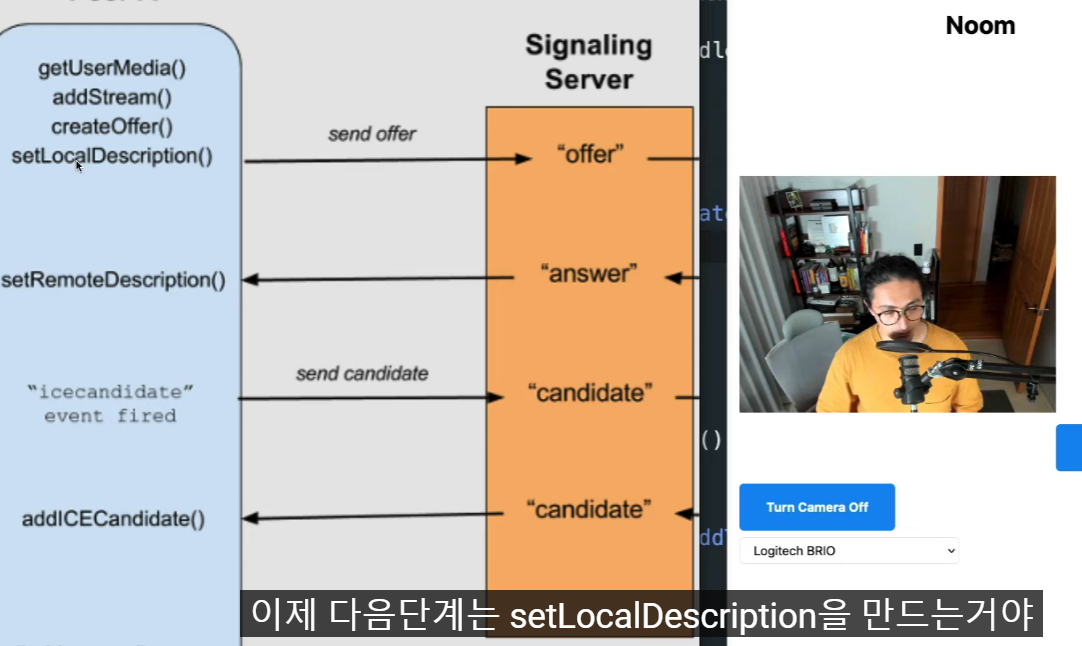 getUserMedia()
addStream()
createOffer()
setLocalDescription()
setRemoteDescription()
"icecandidate"
event fired
addICECandidate()
send offer
send candidate
Signaling
Server
“offer”
“answer”
“candidate”
“candidate”
()
Noom
Turn Camera Off
Logitech BRIO
이제 다음단계는 setLocalDescription을 만드는거야